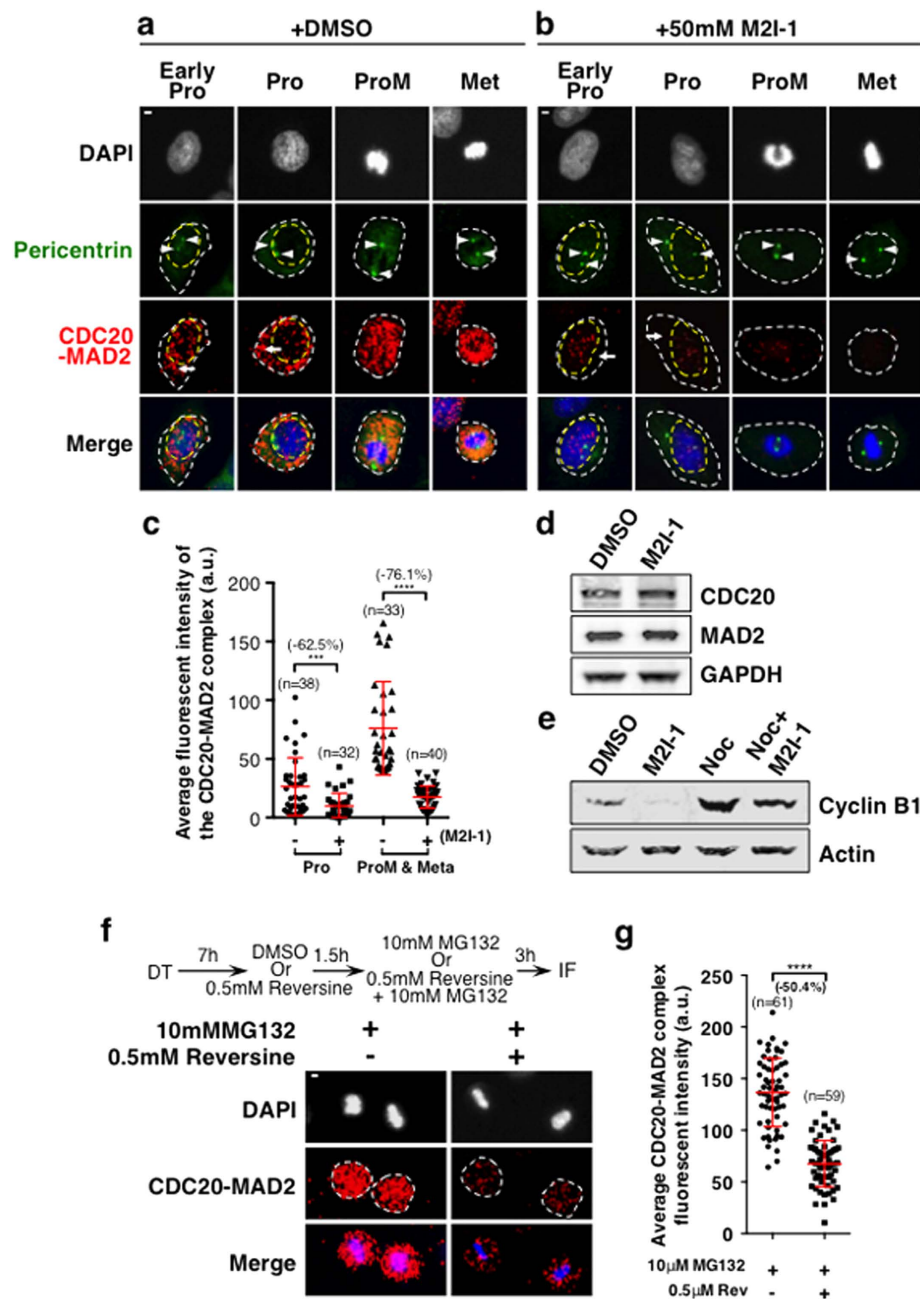 a
+DMSO
b
+50mM M2I-1
Early
Pro
Pro
ProM
Met
Early
Pro
Pro
ProM
Met
DAPI
Pericentrin
CDC20
-MAD2
Merge
c
Average fluorescent intensity of
the CDC20-MAD2 complex (a.u.)
200
150
100
50
0
(-62.5%)
***
(n=38)
(n=32)
(-76.1%)
****
(n=33)
(n=40)
- + - + (M2I-1)
Pro
ProM & Meta
d
DMSO
M2I-1
CDC20
MAD2
GAPDH
e
DMSO
M2I-1
Noc
Noc+
M2I-1
Cyclin B1
Actin
f
DT
7h
DMSO
Or
0.5mM Reversine
1.5h
10mM MG132
Or
0.5mM Reversine
+ 10mM MG132
3h
IF
10mMMG132 + +
0.5mM Reversine - +
DAPI
CDC20-MAD2
Merge
g
Average CDC20-MAD2 complex
fluorescent intensity (a.u.)
250
200
150
100
50
0
****
(-50.4%)
(n=61)
(n=59)
10μM MG132 + +
0.5μM Rev - +